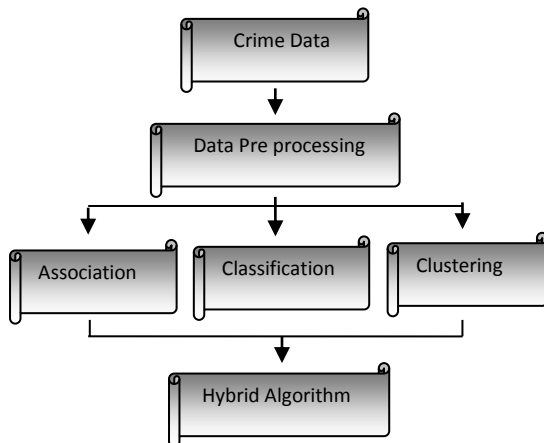 Crime Data
Data Pre processing
Association
Classification
Clustering
Hybrid Algorithm